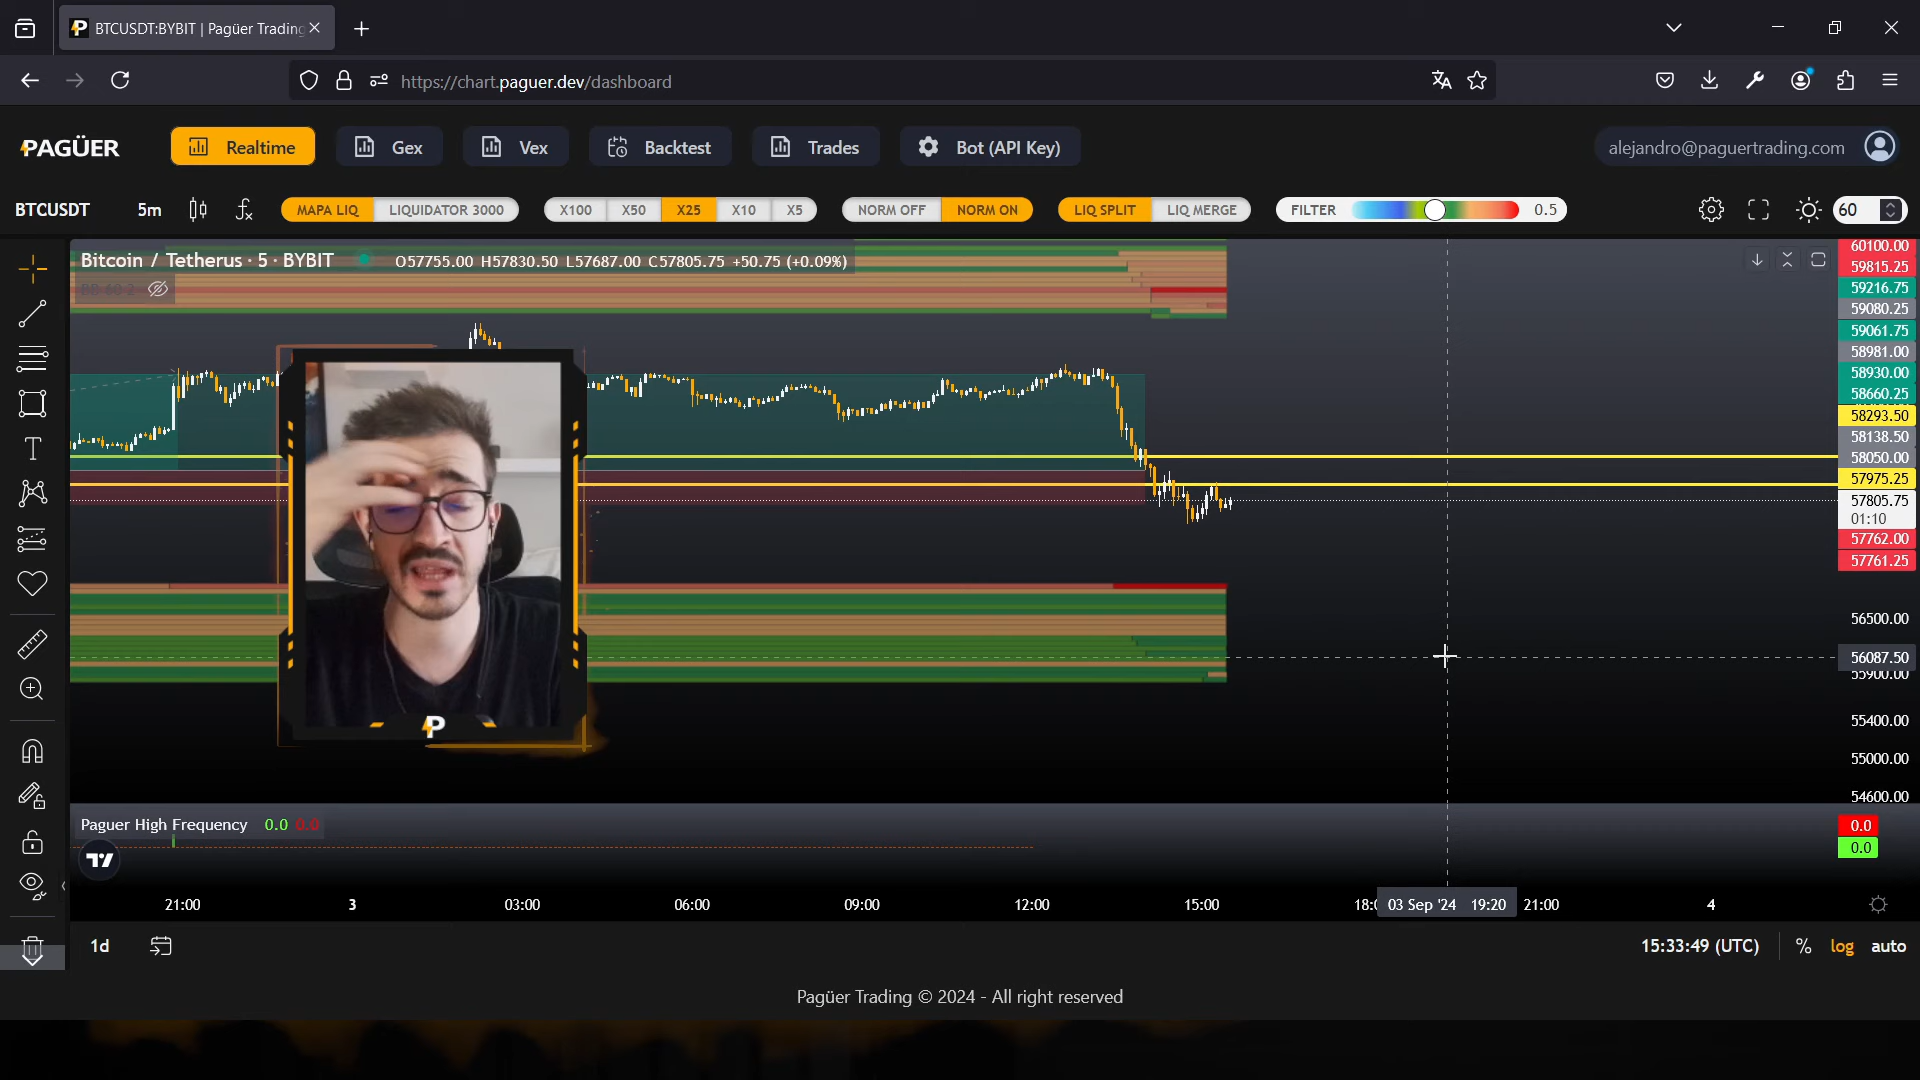 BTCUSDT:BYBIT | Pagüer Trading
https://chart.paguer.dev/dashboard
PAGÜER
Realtime
Gex
Vex
Backtest
Trades
Bot (API Key)
alejandro@paguertrading.com
BTCUSDT
5m
MAPA LIQ
LIQUIDATOR 3000
X100
X50
X25
X10
X5
NORM OFF
NORM ON
LIQ SPLIT
LIQ MERGE
FILTER
0.5
60
Bitcoin / Tetherus · 5 · BYBIT
O57755.00 H57830.50 L57687.00 C57805.75 +50.75 (+0.09%)
60100.00
59815.25
59216.75
59080.25
59061.75
58981.00
58930.00
58660.25
58293.50
58138.50
58050.00
57975.25
57805.75
01:10
57762.00
57761.25
56500.00
56087.50
55900.00
55400.00
55000.00
54600.00
P
Paguer High Frequency 0.0 0.0
0.0
0.0
21:00
3
03:00
06:00
09:00
12:00
15:00
03 Sep '24 19:20
21:00
4
1d
15:33:49 (UTC)
%
log
auto
Pagüer Trading © 2024 - All right reserved